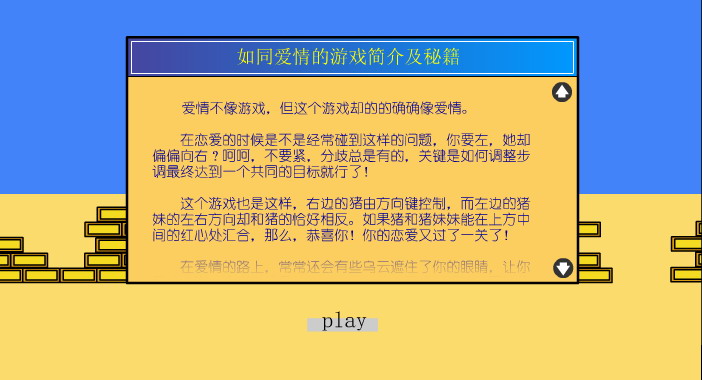 如同爱情的游戏简介及秘籍
爱情不像游戏，但这个游戏却的的确确像爱情。
在恋爱的时候是不是经常碰到这样的问题，你要左，她却
偏偏向右？呵呵，不要紧，分歧总是有的，关键是如何调整步
调最终达到一个共同的目标就行了！
这个游戏也是这样，右边的猪由方向键控制，而左边的猪
妹的左右方向却和猪的恰好相反。如果猪和猪妹妹能在上方中
间的红心处汇合，那么，恭喜你！你的恋爱又过了一关了！
在爱情的路上，常常还会有些乌云遮住了你的眼睛，让你
play